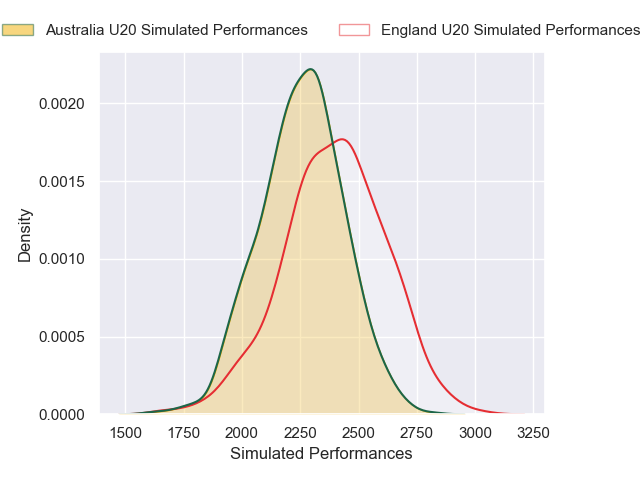 Australia U20 Simulated Performances England U20 Simulated Performances
0.0020
0.0015
0.0010
0.0005
0.0000
Density
1500 1750 2000 2250 2500 2750 3000 3250
Simulated Performances